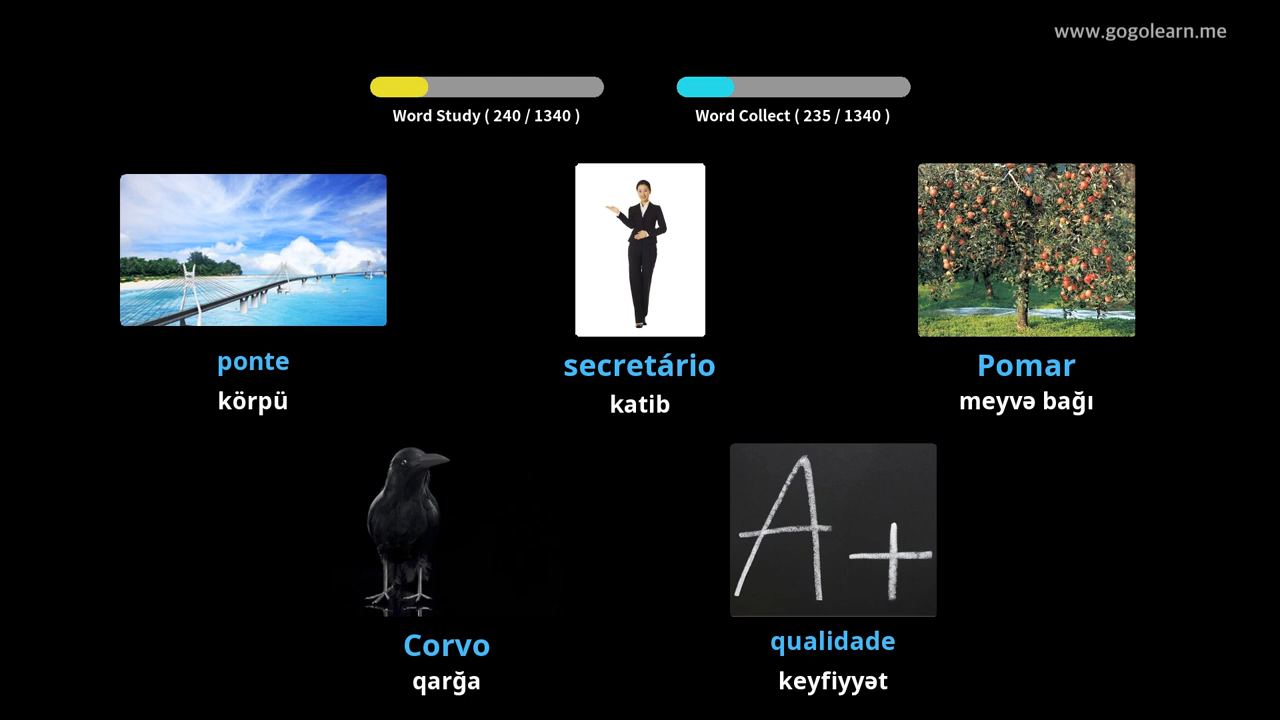 www.gogolearn.me
Word Study ( 240 / 1340 )
Word Collect ( 235 / 1340 )
ponte
körpü
secretário
katib
Pomar
meyvə bağı
Corvo
qarğa
A+
qualidade
keyfiyyət